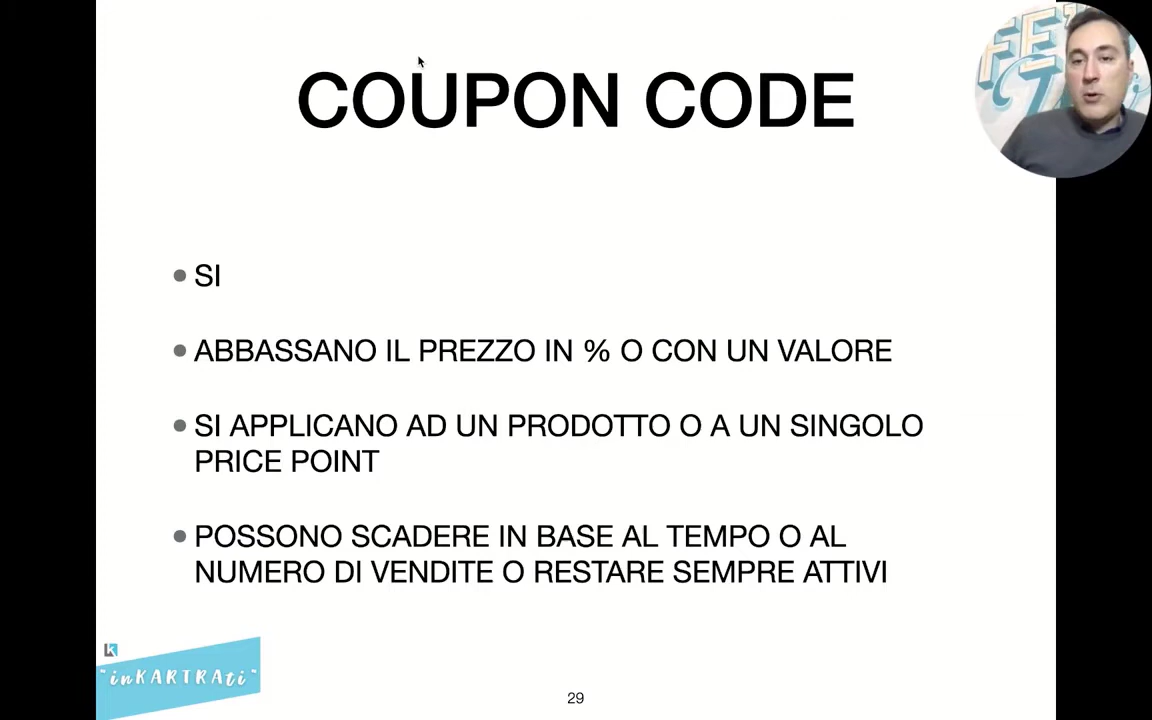 COUPON CODE
SI
ABBASSANO IL PREZZO IN % O CON UN VALORE
SI APPLICANO AD UN PRODOTTO O A UN SINGOLO
PRICE POINT
POSSONO SCADERE IN BASE AL TEMPO O AL
NUMERO DI VENDITE O RESTARE SEMPRE ATTIVI
"inKARTRAti"
29